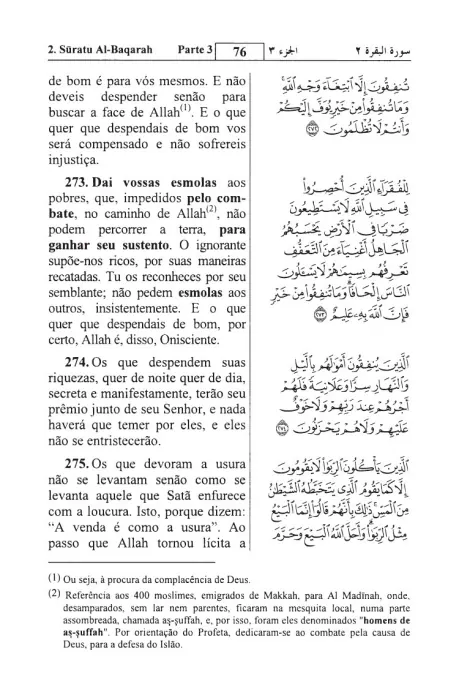 2. Sūratu Al-Baqarah Parte 3 76 الجزء ٣ سورة البقرة ٢
de bom é para vós mesmos. E não
deveis despender senão para
buscar a face de Allah(1). E o que
quer que despendais de bom vos
será compensado e não sofrereis
injustiça.
273. Dai vossas esmolas aos
pobres, que, impedidos pelo com-
bate, no caminho de Allah(2), não
podem percorrer a terra, para
ganhar seu sustento. O ignorante
supõe-nos ricos, por suas maneiras
recatadas. Tu os reconheces por seu
semblante; não pedem esmolas aos
outros, insistentemente. E o que
quer que despendais de bom, por
certo, Allah é, disso, Onisciente.
274. Os que despendem suas
riquezas, quer de noite quer de dia,
secreta e manifestamente, terão seu
prêmio junto de seu Senhor, e nada
haverá que temer por eles, e eles
não se entristecerão.
275. Os que devoram a usura
não se levantam senão como se
levanta aquele que Satã enfurece
com a loucura. Isto, porque dizem:
“A venda é como a usura”. Ao
passo que Allah tornou lícita a
تُنفِقُونَ إِلَّا ٱبْتِغَآءَ وَجْهِ ٱللَّهِ ۚ
وَمَا تُنفِقُوا۟ مِنْ خَيْرٍ يُوَفَّ إِلَيْكُمْ
وَأَنتُمْ لَا تُظْلَمُونَ ٢٧٢
لِلْفُقَرَآءِ ٱلَّذِينَ أُحْصِرُوا۟
فِى سَبِيلِ ٱللَّهِ لَا يَسْتَطِيعُونَ
ضَرْبًا فِى ٱلْأَرْضِ يَحْسَبُهُمُ
ٱلْجَاهِلُ أَغْنِيَآءَ مِنَ ٱلتَّعَفُّفِ
تَعْرِفُهُم بِسِيمَـٰهُمْ لَا يَسْـَٔلُونَ
ٱلنَّاسَ إِلْحَافًا ۗ وَمَا تُنفِقُوا۟ مِنْ خَيْرٍ
فَإِنَّ ٱللَّهَ بِهِۦ عَلِيمٌ ٢٧٣
ٱلَّذِينَ يُنفِقُونَ أَمْوَٰلَهُم بِٱلَّيْلِ
وَٱلنَّهَارِ سِرًّا وَعَلَانِيَةً فَلَهُمْ
أَجْرُهُمْ عِندَ رَبِّهِمْ وَلَا خَوْفٌ
عَلَيْهِمْ وَلَا هُمْ يَحْزَنُونَ ٢٧٤
ٱلَّذِينَ يَأْكُلُونَ ٱلرِّبَوٰا۟ لَا يَقُومُونَ
إِلَّا كَمَا يَقُومُ ٱلَّذِى يَتَخَبَّطُهُ ٱلشَّيْطَـٰنُ
مِنَ ٱلْمَسِّ ۚ ذَٰلِكَ بِأَنَّهُمْ قَالُوٓا۟ إِنَّمَا ٱلْبَيْعُ
مِثْلُ ٱلرِّبَوٰا۟ ۗ وَأَحَلَّ ٱللَّهُ ٱلْبَيْعَ وَحَرَّمَ
(1) Ou seja, à procura da complacência de Deus.
(2) Referência aos 400 moslimes, emigrados de Makkah, para Al Madīnah, onde,
desamparados, sem lar nem parentes, ficaram na mesquita local, numa parte
assombreada, chamada aṣ-ṣuffah, e, por isso, foram eles denominados "homens de
aṣ-ṣuffah". Por orientação do Profeta, dedicaram-se ao combate pela causa de
Deus, para a defesa do Islão.